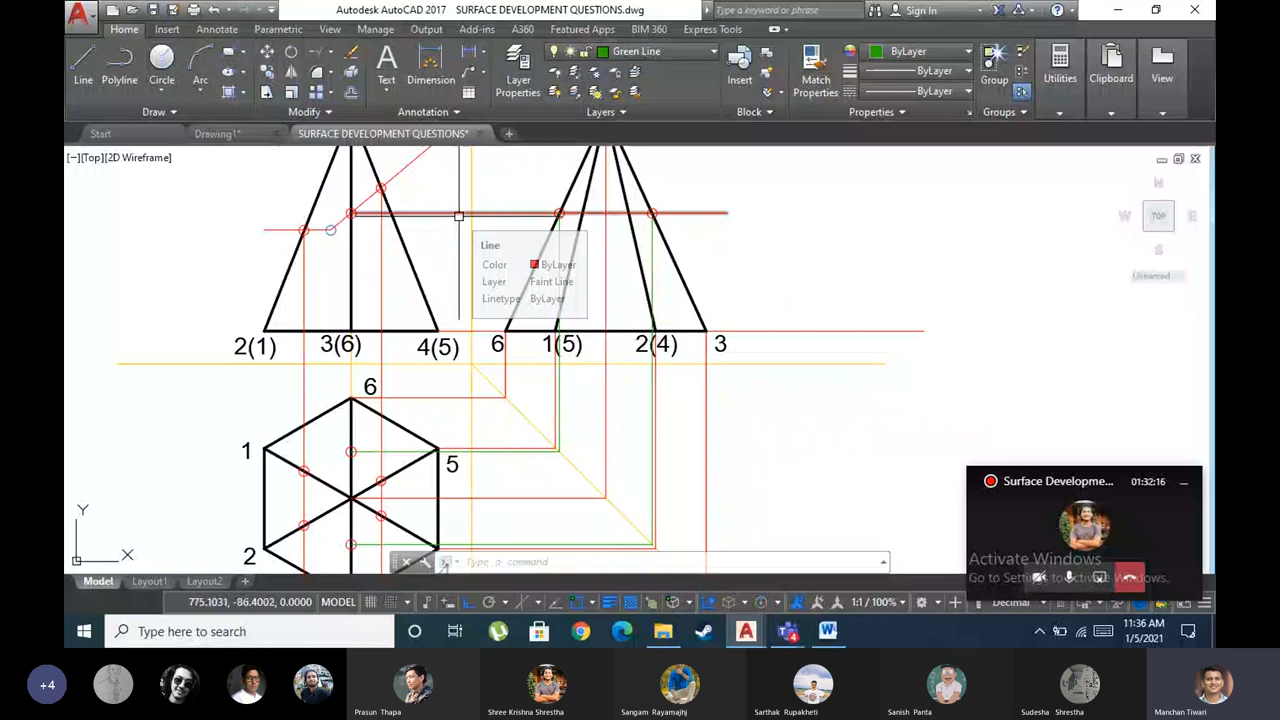 Autodesk AutoCAD 2017 SURFACE DEVELOPMENT QUESTIONS.dwg
Type a keyword or phrase
Sign In
Home Insert Annotate Parametric View Manage Output Add-ins A360 Featured Apps BIM 360 Express Tools
Green Line
ByLayer
ByLayer
ByLayer
Line Polyline Circle Arc Text Dimension Layer Properties Insert Match Properties Group Utilities Clipboard View
Draw Modify Annotation Layers Block Properties Groups
Start Drawing1* SURFACE DEVELOPMENT QUESTIONS*
[−][Top][2D Wireframe]
N
W TOP E
S
Unnamed
Line
Color ByLayer
Layer Faint Line
Linetype ByLayer
2(1) 3(6) 4(5) 6 1(5) 2(4) 3
6
1
5
2
Y
X
Surface Developme... 01:32:16
Activate Windows
Go to Settings to activate Windows.
Type a command
Model Layout1 Layout2
775.1031, -86.4002, 0.0000 MODEL 1:1 / 100% Decimal
Type here to search
11:36 AM
1/5/2021
+4
Prasun Thapa
Shree Krishna Shrestha
Sangam Rayamajhi
Sarthak Rupakheti
Sanish Panta
Sudesha Shrestha
Manchan Tiwari